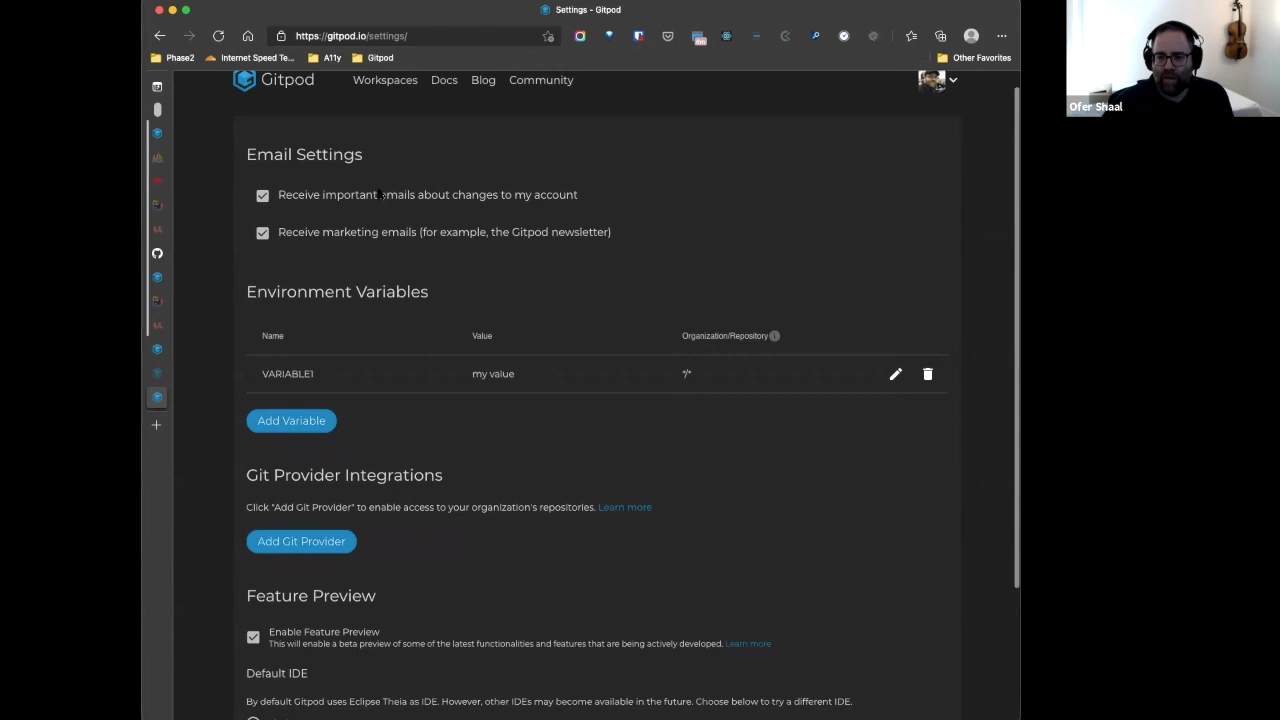 Settings - Gitpod
https://gitpod.io/settings/
Phase2
Internet Speed Te...
A11y
Gitpod
Other Favorites
Gitpod
Workspaces
Docs
Blog
Community
Ofer Shaal
Email Settings
Receive important emails about changes to my account
Receive marketing emails (for example, the Gitpod newsletter)
Environment Variables
Name Value Organization/Repository
VARIABLE1 my value */*
Add Variable
Git Provider Integrations
Click "Add Git Provider" to enable access to your organization's repositories. Learn more
Add Git Provider
Feature Preview
Enable Feature Preview
This will enable a beta preview of some of the latest functionalities and features that are being actively developed. Learn more
Default IDE
By default Gitpod uses Eclipse Theia as IDE. However, other IDEs may become available in the future. Choose below to try a different IDE.